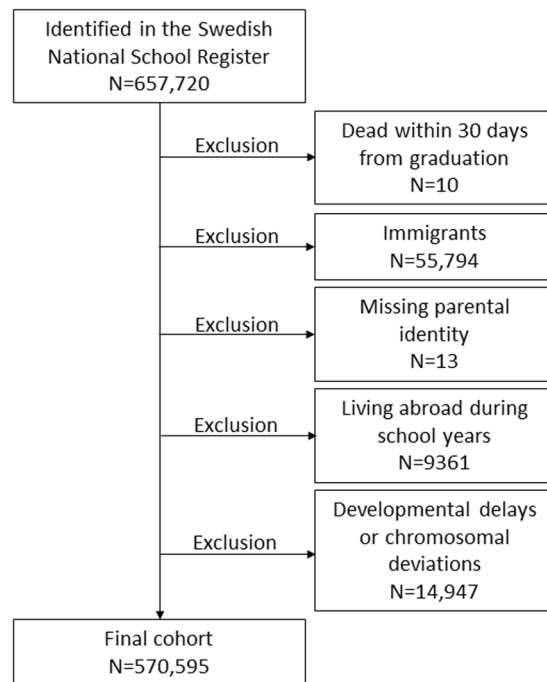 Identified in the Swedish
National School Register
N=657,720
Exclusion
Dead within 30 days
from graduation
N=10
Exclusion
Immigrants
N=55,794
Exclusion
Missing parental
identity
N=13
Exclusion
Living abroad during
school years
N=9361
Exclusion
Developmental delays
or chromosomal
deviations
N=14,947
Final cohort
N=570,595